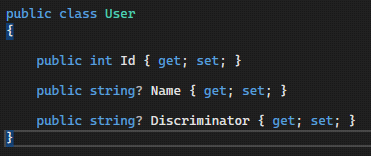 public class User
{
public int Id { get; set; }
public string? Name { get; set; }
public string? Discriminator { get; set; }
}